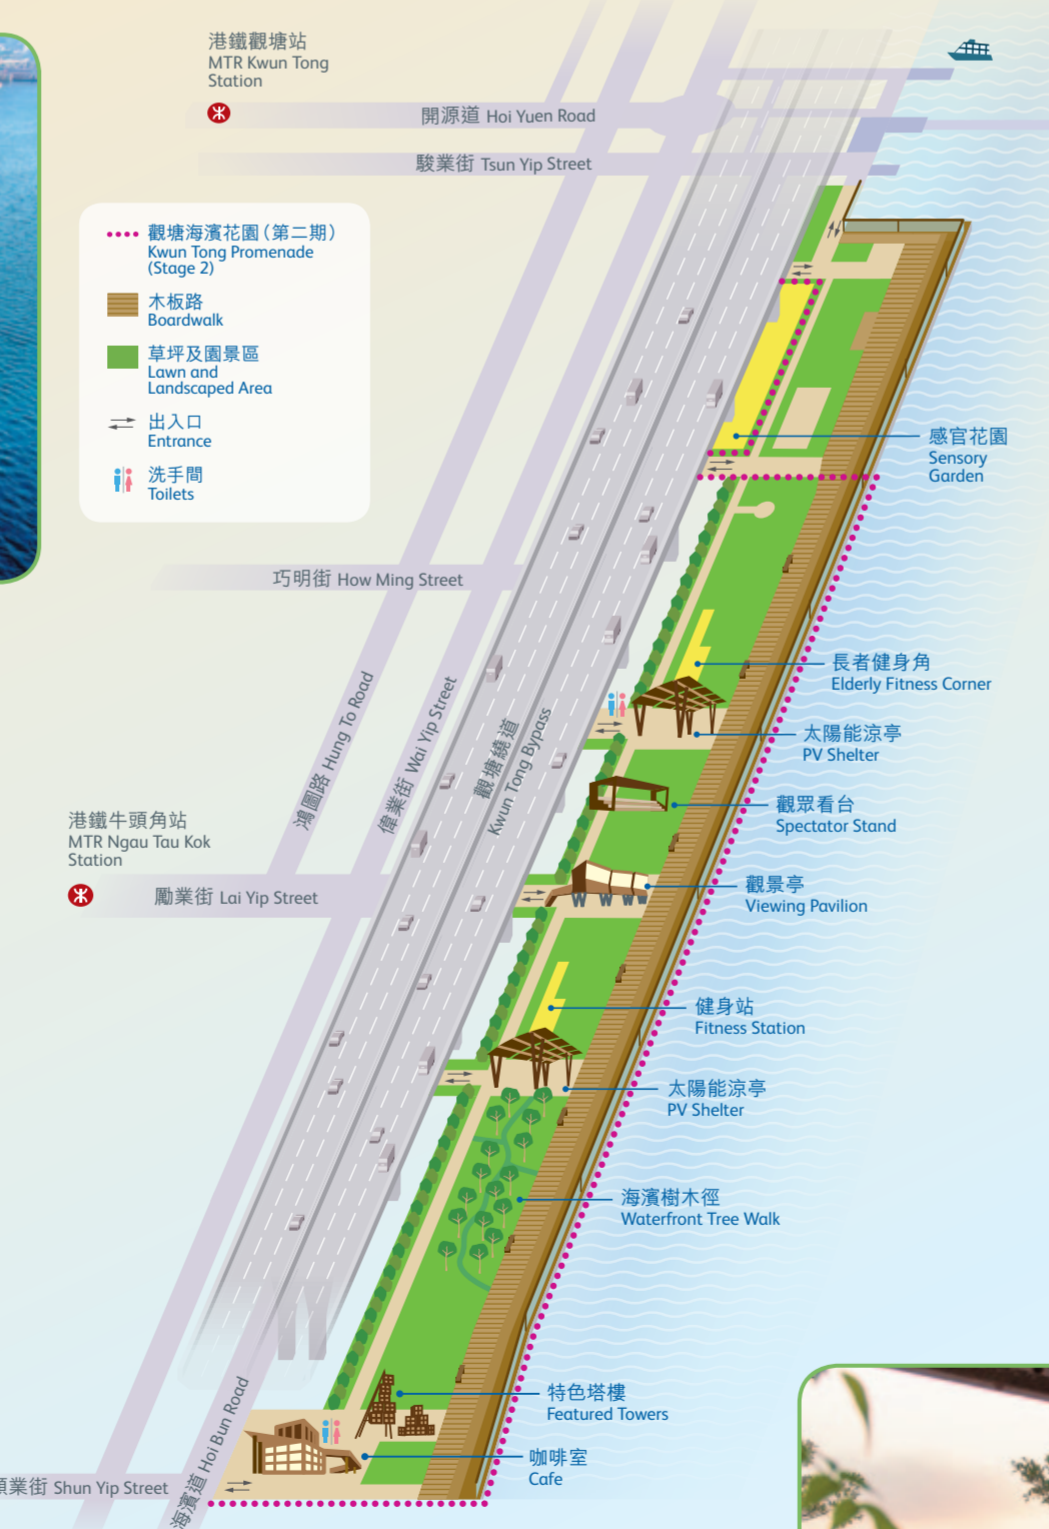 港鐵觀塘站
MTR Kwun Tong
Station
開源道 Hoi Yuen Road
駿業街 Tsun Yip Street
觀塘海濱花園(第二期)
Kwun Tong Promenade
(Stage 2)
木板路
Boardwalk
草坪及園景區
Lawn and
Landscaped Area
出入口
Entrance
洗手間
Toilets
感官花園
Sensory
Garden
巧明街 How Ming Street
長者健身角
Elderly Fitness Corner
太陽能涼亭
PV Shelter
鴻圖路 Hung To Road
偉業街 Wai Yip Street
觀塘繞道
Kwun Tong Bypass
觀眾看台
Spectator Stand
港鐵牛頭角站
MTR Ngau Tau Kok
Station
勵業街 Lai Yip Street
觀景亭
Viewing Pavilion
健身站
Fitness Station
太陽能涼亭
PV Shelter
海濱樹木徑
Waterfront Tree Walk
特色塔樓
Featured Towers
咖啡室
Cafe
海濱道 Hoi Bun Road
業街 Shun Yip Street